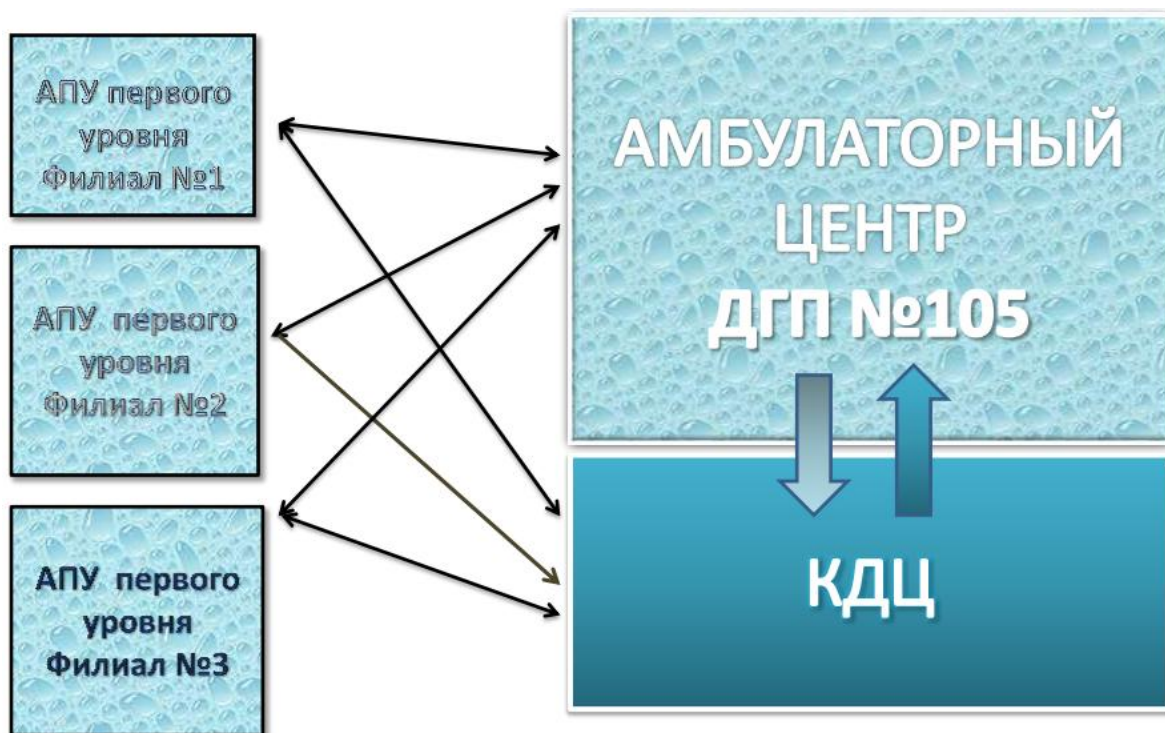 АПУ первого
уровня
Филиал №1
АПУ первого
уровня
Филиал №2
АПУ первого
уровня
Филиал №3
АМБУЛАТОРНЫЙ
ЦЕНТР
ДГП №105
КДЦ